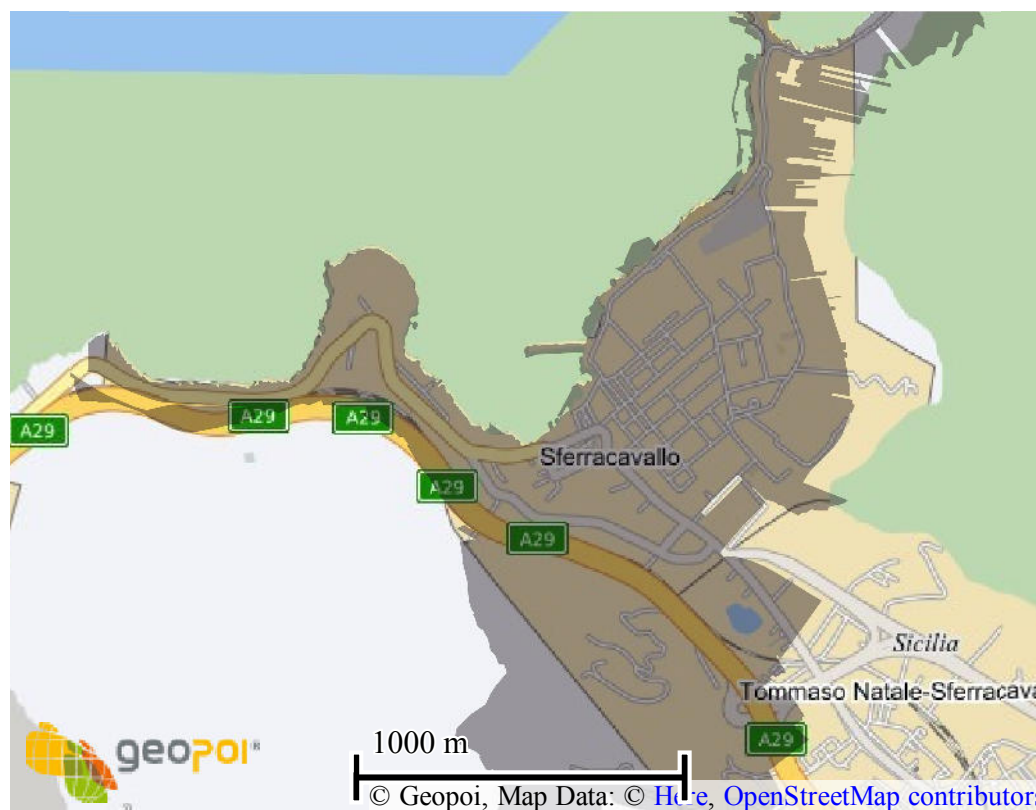 A29
A29
A29
Sferracavallo
A29
A29
Sicilia
Tommaso Natale-Sferracava
A29
geopoi®
1000 m
© Geopoi, Map Data: © Here, OpenStreetMap contributors